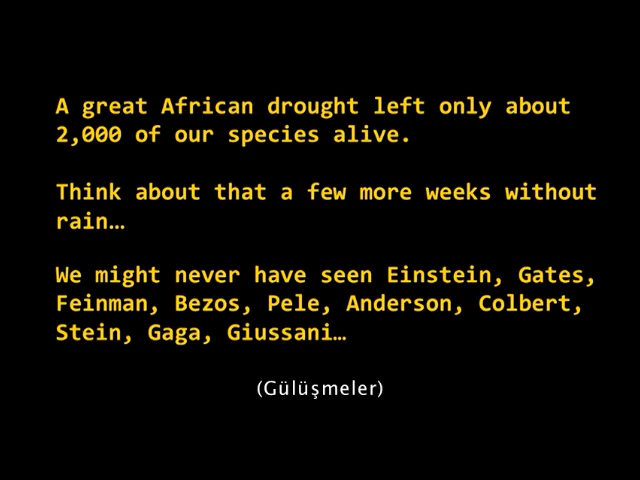 A great African drought left only about
2,000 of our species alive.
Think about that a few more weeks without
rain…
We might never have seen Einstein, Gates,
Feinman, Bezos, Pele, Anderson, Colbert,
Stein, Gaga, Giussani…
(Gülüşmeler)